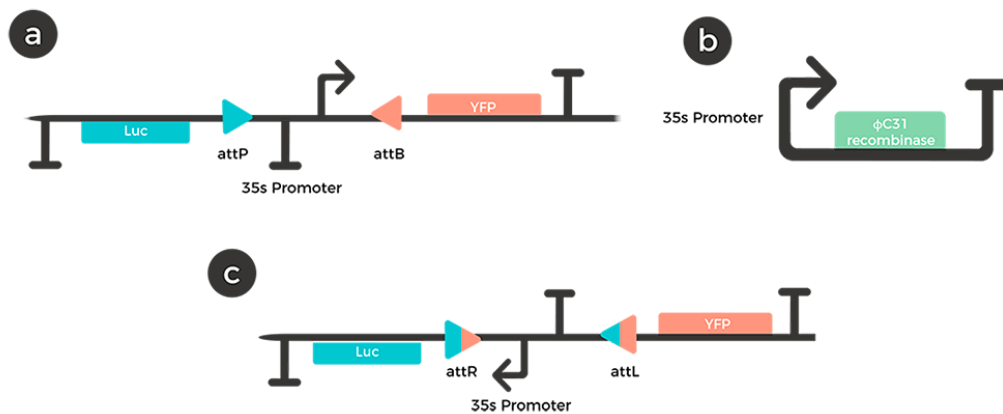 a
Luc
attP
35s Promoter
attB
YFP
b
35s Promoter
ϕC31
recombinase
c
Luc
attR
35s Promoter
attL
YFP